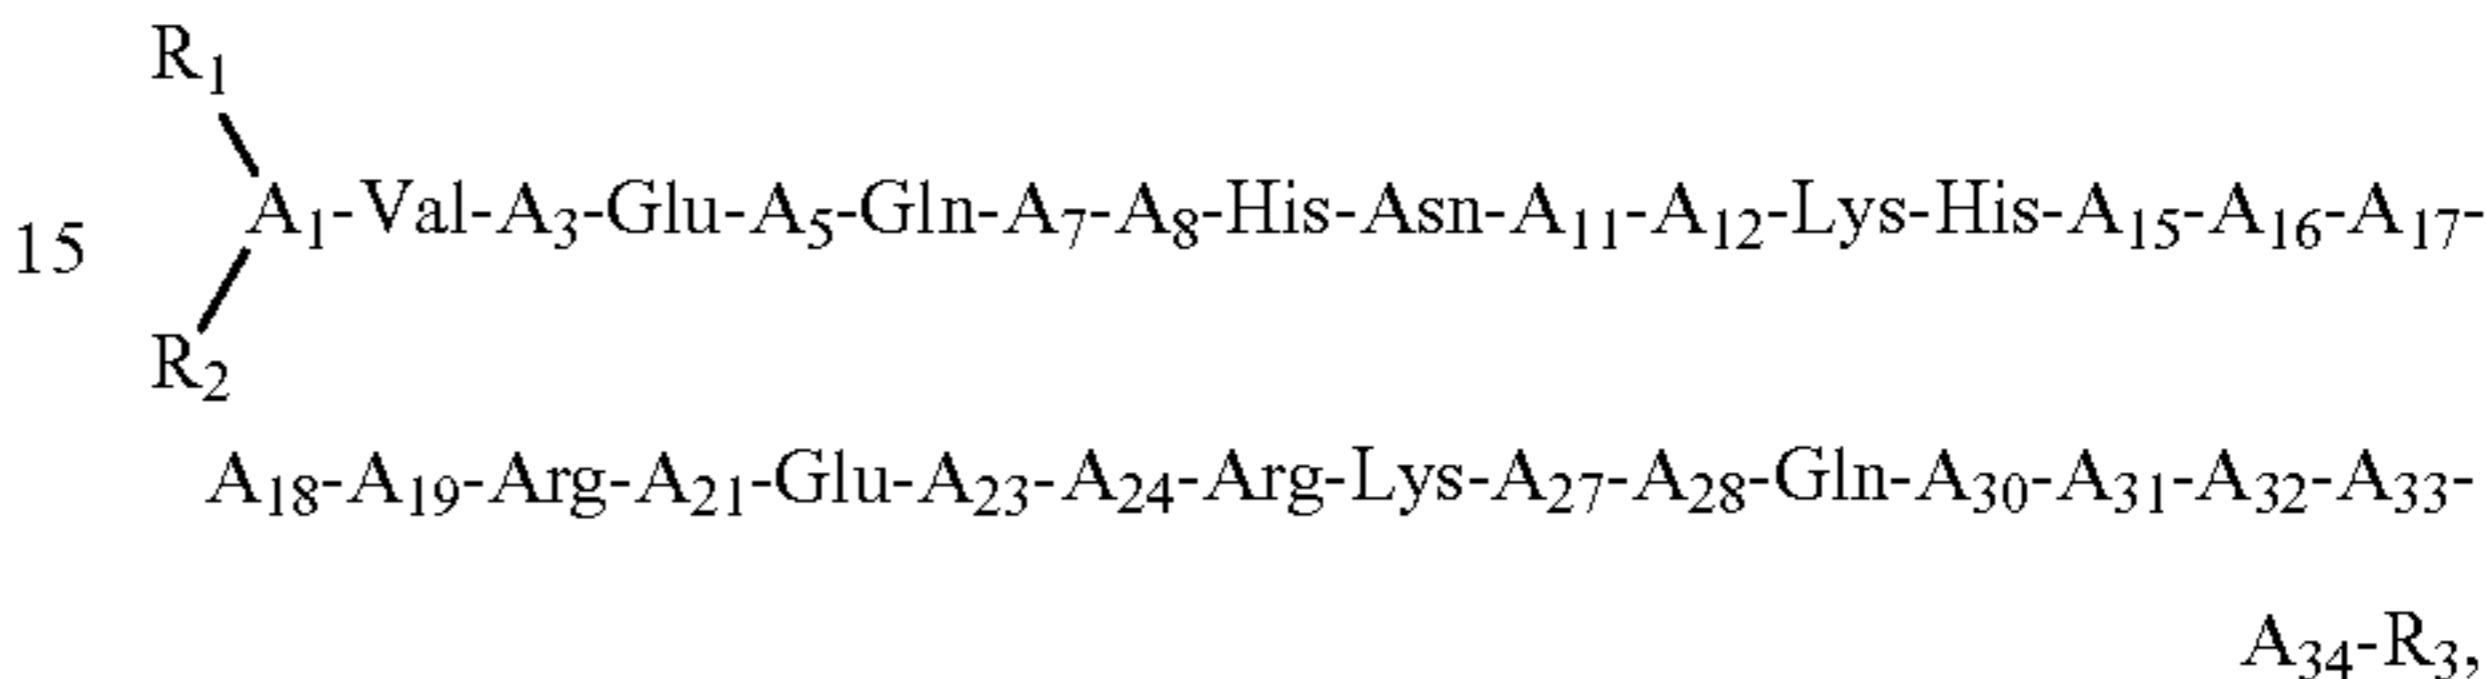 R₁
15 A₁-Val-A₃-Glu-A₅-Gln-A₇-A₈-His-Asn-A₁₁-A₁₂-Lys-His-A₁₅-A₁₆-A₁₇-
R₂
A₁₈-A₁₉-Arg-A₂₁-Glu-A₂₃-A₂₄-Arg-Lys-A₂₇-A₂₈-Gln-A₃₀-A₃₁-A₃₂-A₃₃-
A₃₄-R₃,